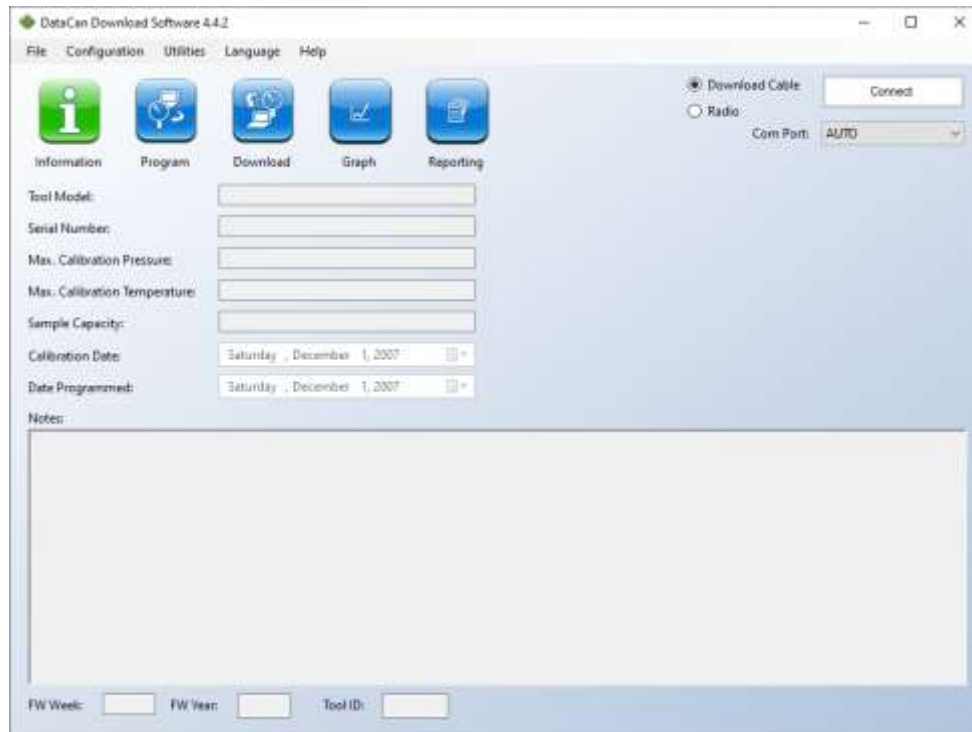 DataCan Download Software 4.4.2
File Configuration Utilities Language Help
Download Cable
Connect
Radio
Com Port: AUTO
Information Program Download Graph Reporting
Tool Model:
Serial Number:
Max. Calibration Pressure:
Max. Calibration Temperature:
Sample Capacity:
Calibration Date: Saturday , December 1, 2007
Date Programmed: Saturday , December 1, 2007
Notes:
FW Week: FW Year: Tool ID: